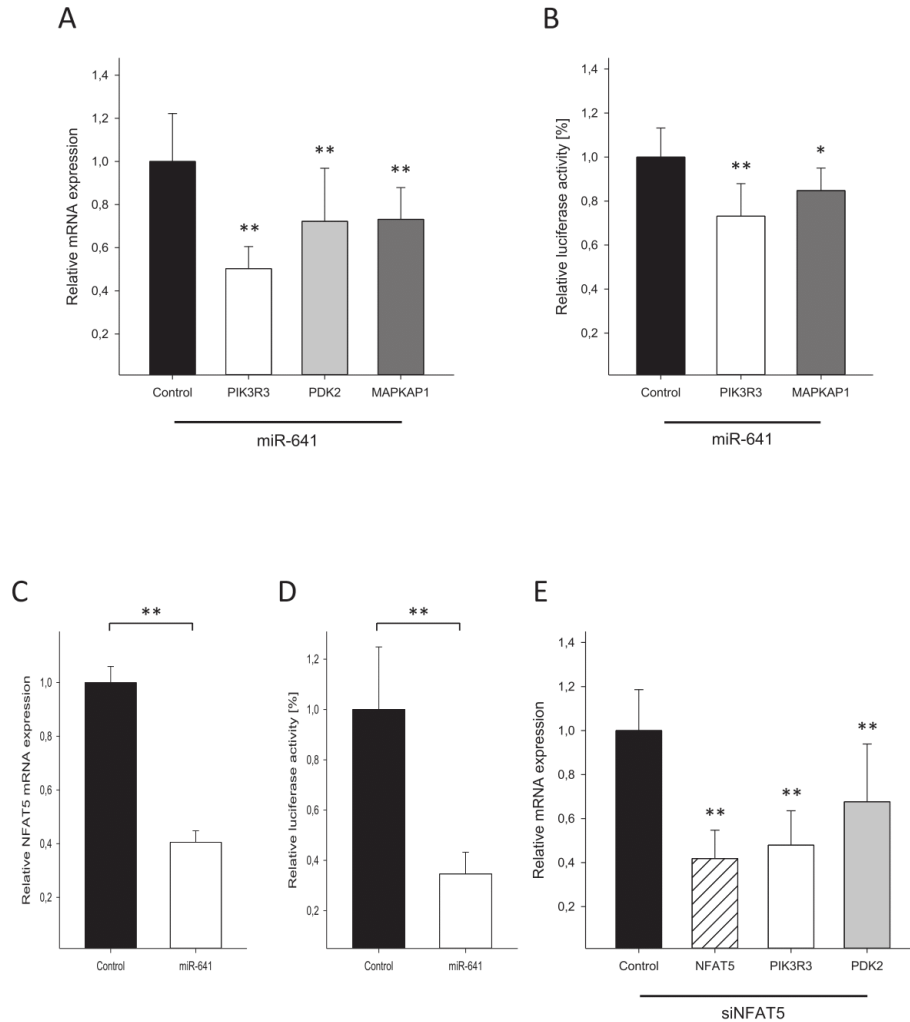 A
Relative mRNA expression
1,4
1,2
1,0
0,8
0,6
0,4
0,2
**
**
**
Control PIK3R3 PDK2 MAPKAP1
miR-641
B
Relative luciferase activity [%]
1,4
1,2
1,0
0,8
0,6
0,4
0,2
**
*
Control PIK3R3 MAPKAP1
miR-641
C
Relative NFAT5 mRNA expression
**
1,0
0,8
0,6
0,4
0,2
Control miR-641
D
Relative luciferase activity [%]
**
1,2
1,0
0,8
0,6
0,4
0,2
Control miR-641
E
Relative mRNA expression
1,4
1,2
1,0
0,8
0,6
0,4
0,2
**
**
**
Control NFAT5 PIK3R3 PDK2
siNFAT5